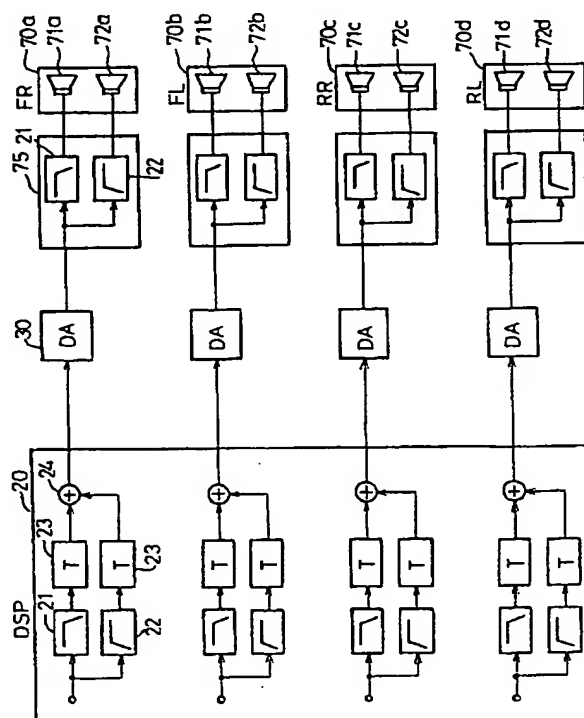 70a
71a
72a
FR
70b
71b
72b
FL
70c
71c
72c
RR
70d
71d
72d
RL
75
21
22
30
DA
DA
DA
DA
20
DSP
24
+
+
+
+
23
T
T
23
T
T
T
T
T
T
21
22